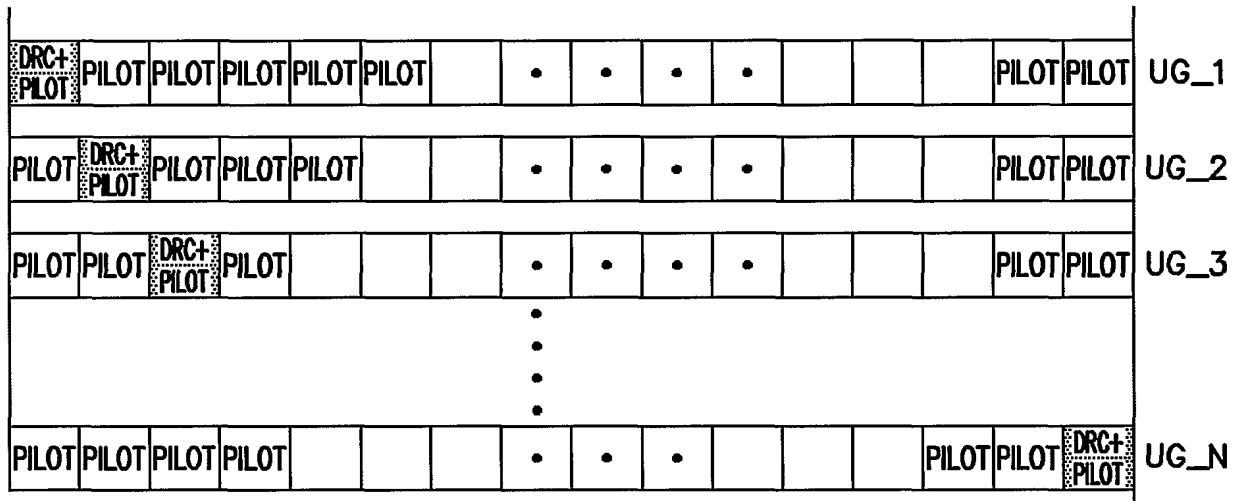 DRC+ PILOT PILOT PILOT PILOT PILOT PILOT • • • • PILOT PILOT UG_1
PILOT DRC+ PILOT PILOT PILOT PILOT • • • • PILOT PILOT UG_2
PILOT PILOT DRC+ PILOT PILOT • • • • PILOT PILOT UG_3
PILOT PILOT PILOT PILOT • • • PILOT PILOT DRC+ PILOT UG_N